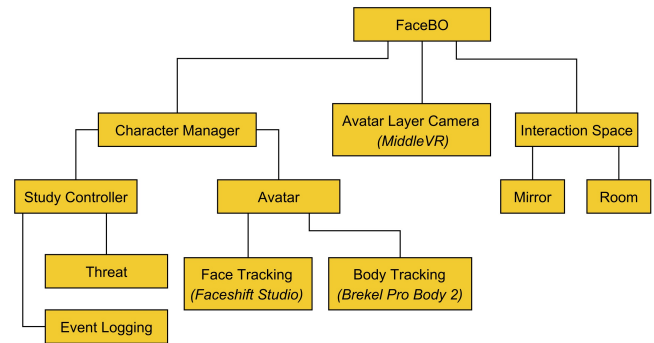 FaceBO
Character Manager
Avatar Layer Camera
(MiddleVR)
Interaction Space
Study Controller
Avatar
Mirror
Room
Threat
Face Tracking
(Faceshift Studio)
Body Tracking
(Brekel Pro Body 2)
Event Logging